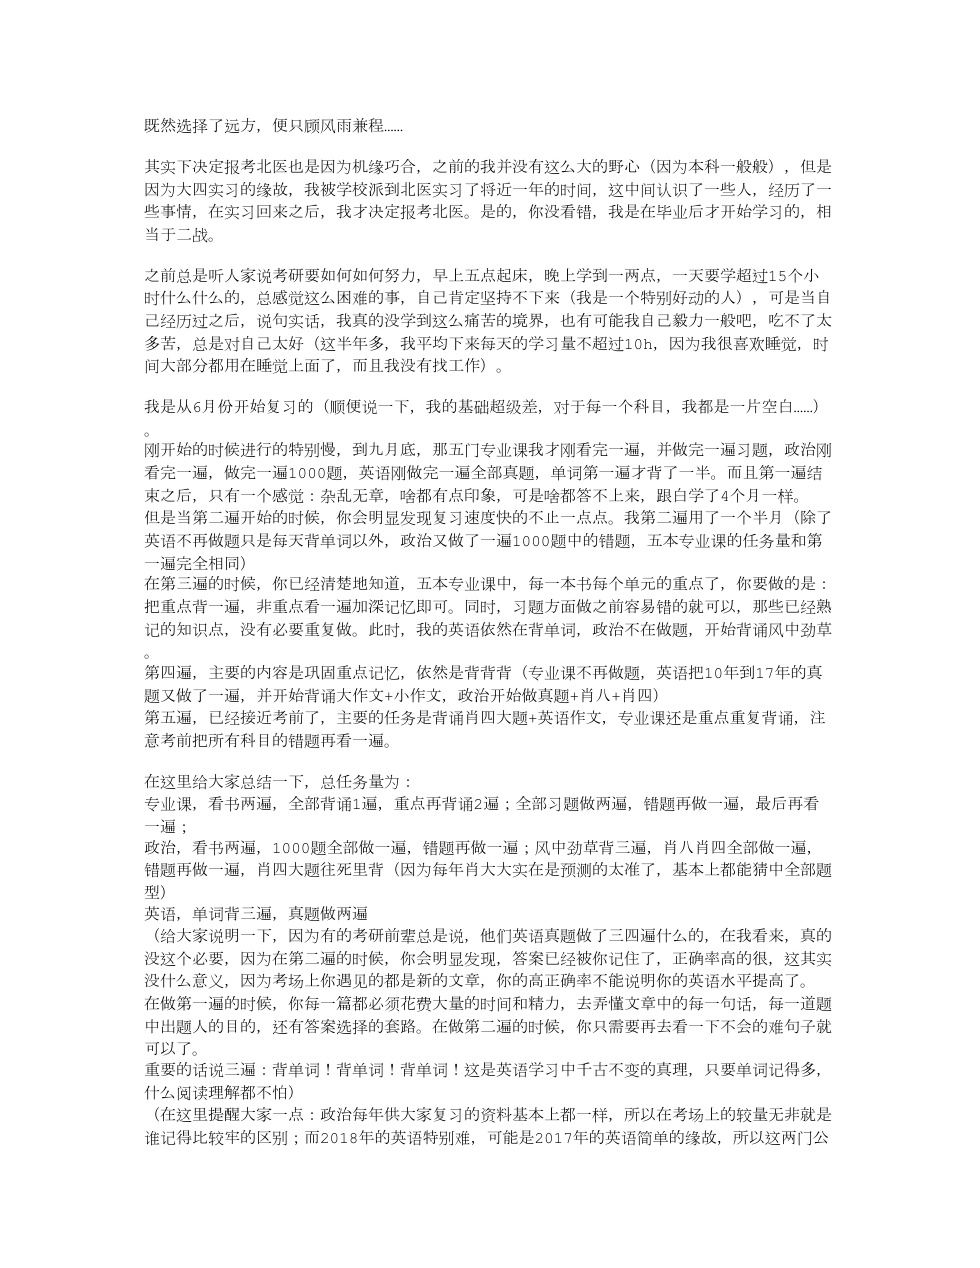 既然选择了远方，便只顾风雨兼程……
其实下决定报考北医也是因为机缘巧合，之前的我并没有这么大的野心（因为本科一般般），但是
因为大四实习的缘故，我被学校派到北医实习了将近一年的时间，这中间认识了一些人，经历了一
些事情，在实习回来之后，我才决定报考北医。是的，你没看错，我是在毕业后才开始学习的，相
当于二战。
之前总是听人家说考研要如何如何努力，早上五点起床，晚上学到一两点，一天要学超过15个小
时什么什么的，总感觉这么困难的事，自己肯定坚持不下来（我是一个特别好动的人），可是当自
己经历过之后，说句实话，我真的没学到这么痛苦的境界，也有可能我自己毅力一般吧，吃不了太
多苦，总是对自己太好（这半年多，我平均下来每天的学习量不超过10h，因为我很喜欢睡觉，时
间大部分都用在睡觉上面了，而且我没有找工作）。
我是从6月份开始复习的（顺便说一下，我的基础超级差，对于每一个科目，我都是一片空白……）
。
刚开始的时候进行的特别慢，到九月底，那五门专业课我才刚看完一遍，并做完一遍习题，政治刚
看完一遍，做完一遍1000题，英语刚做完一遍全部真题，单词第一遍才背了一半。而且第一遍结
束之后，只有一个感觉：杂乱无章，啥都有点印象，可是啥都答不上来，跟白学了4个月一样。
但是当第二遍开始的时候，你会明显发现复习速度快的不止一点点。我第二遍用了一个半月（除了
英语不再做题只是每天背单词以外，政治又做了一遍1000题中的错题，五本专业课的任务量和第
一遍完全相同）
在第三遍的时候，你已经清楚地知道，五本专业课中，每一本书每个单元的重点了，你要做的是：
把重点背一遍，非重点看一遍加深记忆即可。同时，习题方面做之前容易错的就可以，那些已经熟
记的知识点，没有必要重复做。此时，我的英语依然在背单词，政治不在做题，开始背诵风中劲草
。
第四遍，主要的内容是巩固重点记忆，依然是背背背（专业课不再做题，英语把10年到17年的真
题又做了一遍，并开始背诵大作文+小作文，政治开始做真题+肖八+肖四）
第五遍，已经接近考前了，主要的任务是背诵肖四大题+英语作文，专业课还是重点重复背诵，注
意考前把所有科目的错题再看一遍。
在这里给大家总结一下，总任务量为：
专业课，看书两遍，全部背诵1遍，重点再背诵2遍；全部习题做两遍，错题再做一遍，最后再看
一遍；
政治，看书两遍，1000题全部做一遍，错题再做一遍；风中劲草背三遍，肖八肖四全部做一遍，
错题再做一遍，肖四大题往死里背（因为每年肖大大实在是预测的太准了，基本上都能猜中全部题
型）
英语，单词背三遍，真题做两遍
（给大家说明一下，因为有的考研前辈总是说，他们英语真题做了三四遍什么的，在我看来，真的
没这个必要，因为在第二遍的时候，你会明显发现，答案已经被你记住了，正确率高的很，这其实
没什么意义，因为考场上你遇见的都是新的文章，你的高正确率不能说明你的英语水平提高了。
在做第一遍的时候，你每一篇都必须花费大量的时间和精力，去弄懂文章中的每一句话，每一道题
中出题人的目的，还有答案选择的套路。在做第二遍的时候，你只需要再去看一下不会的难句子就
可以了。
重要的话说三遍：背单词！背单词！背单词！这是英语学习中千古不变的真理，只要单词记得多，
什么阅读理解都不怕）
（在这里提醒大家一点：政治每年供大家复习的资料基本上都一样，所以在考场上的较量无非就是
谁记得比较牢的区别；而2018年的英语特别难，可能是2017年的英语简单的缘故，所以这两门公